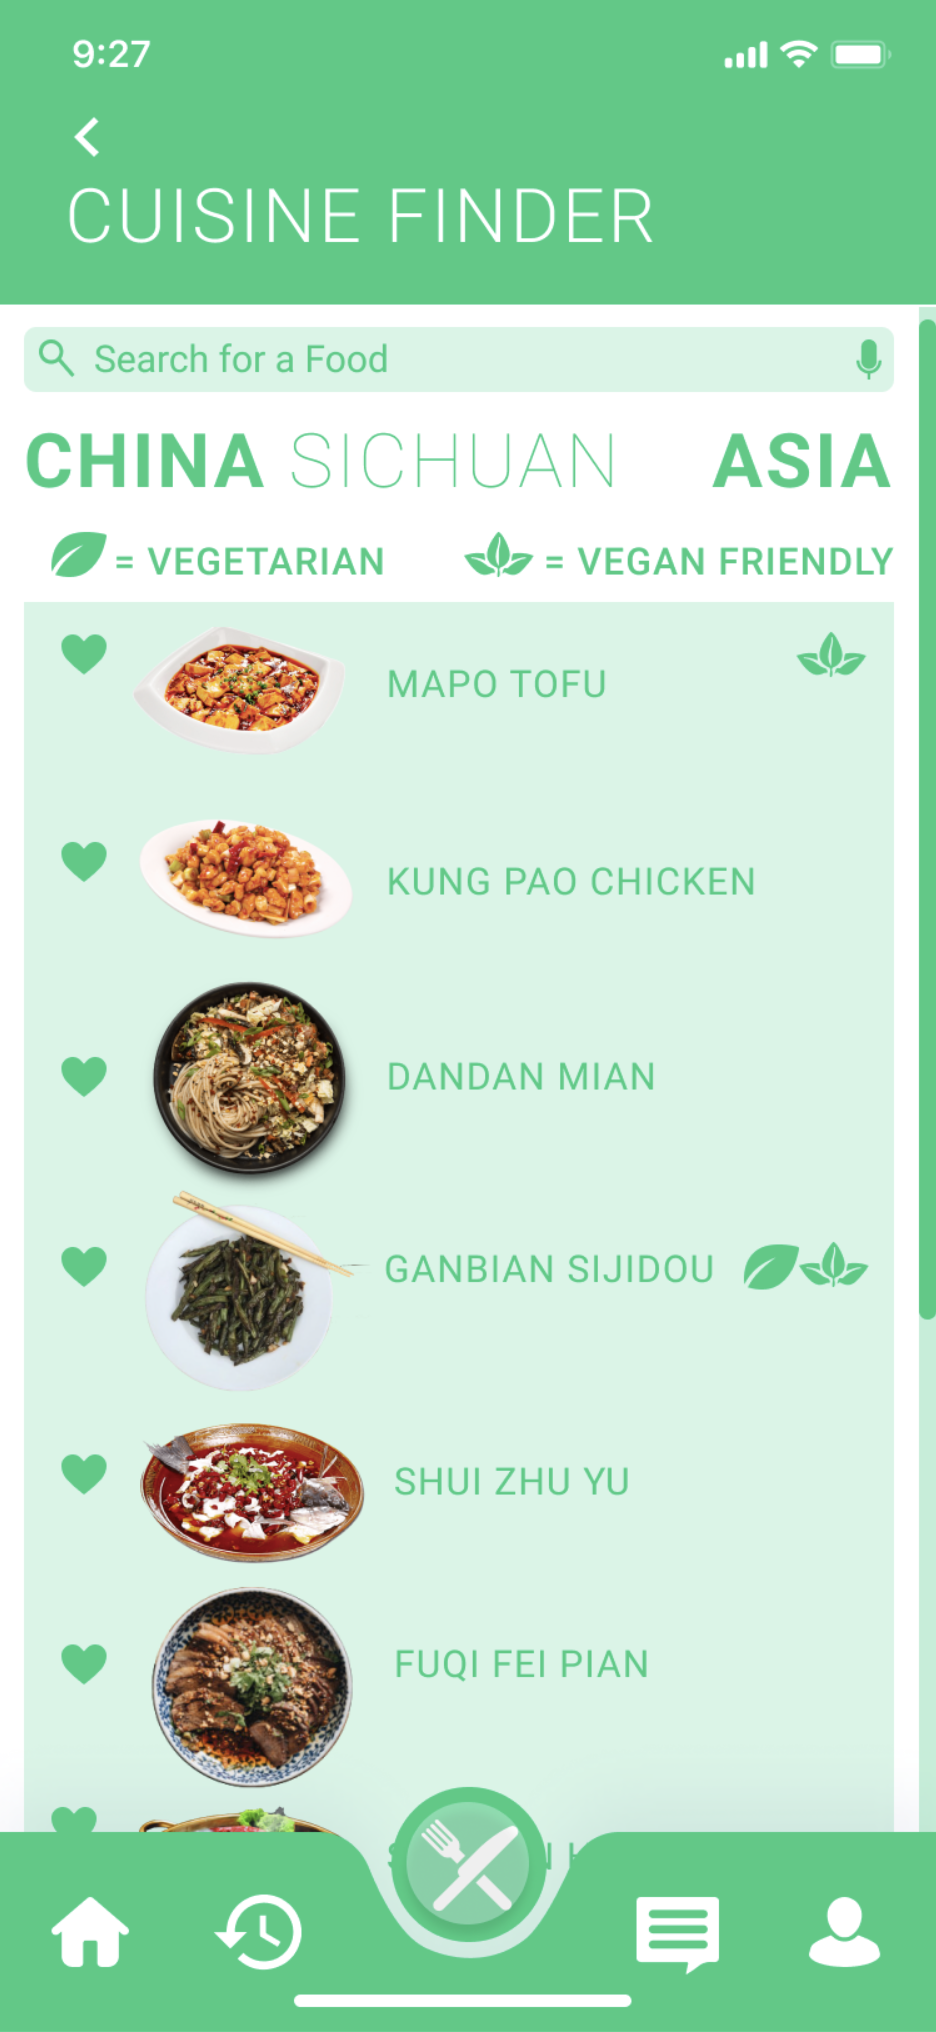 9:27
CUISINE FINDER
Search for a Food
CHINA SICHUAN ASIA
= VEGETARIAN = VEGAN FRIENDLY
MAPO TOFU
KUNG PAO CHICKEN
DANDAN MIAN
GANBIAN SIJIDOU
SHUI ZHU YU
FUQI FEI PIAN